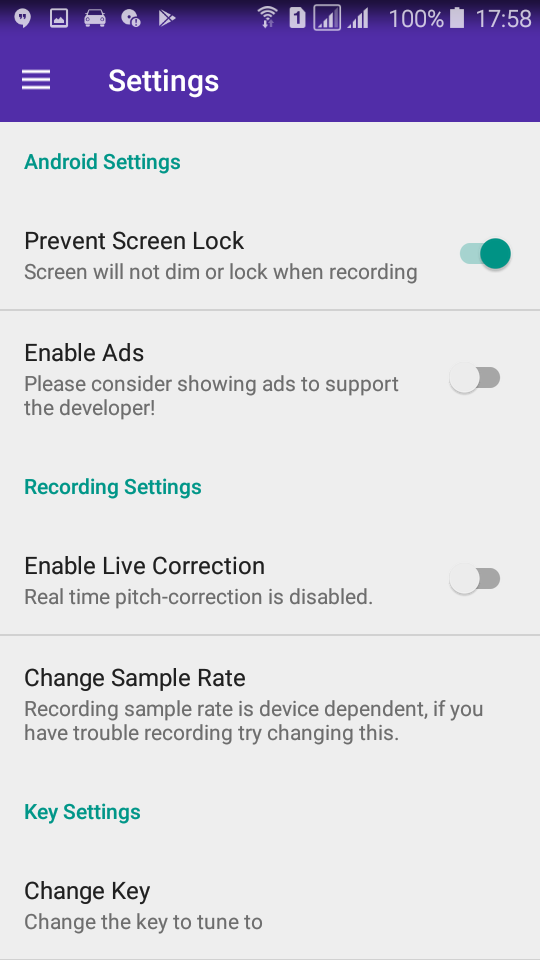 1 100% 17:58
Settings
Android Settings
Prevent Screen Lock
Screen will not dim or lock when recording
Enable Ads
Please consider showing ads to support
the developer!
Recording Settings
Enable Live Correction
Real time pitch-correction is disabled.
Change Sample Rate
Recording sample rate is device dependent, if you
have trouble recording try changing this.
Key Settings
Change Key
Change the key to tune to